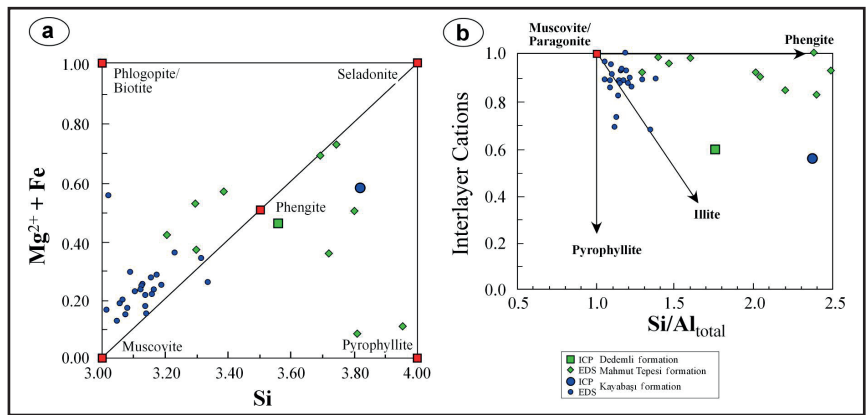 a
1.00
0.80
0.60
0.40
0.20
0.00
Mg2+ + Fe
Phlogopite/
Biotite
Seladonite
Phengite
Muscovite
Pyrophyllite
3.00
3.20
3.40
3.60
3.80
4.00
Si
b
Muscovite/
Paragonite
Phengite
1.0
0.8
0.6
0.4
0.2
0.0
Interlayer Cations
Illite
Pyrophyllite
0.5
1.0
1.5
2.0
2.5
Si/Altotal
ICP Dedemli formation
EDS Mahmut Tepesi formation
ICP Kayabaşı formation
EDS